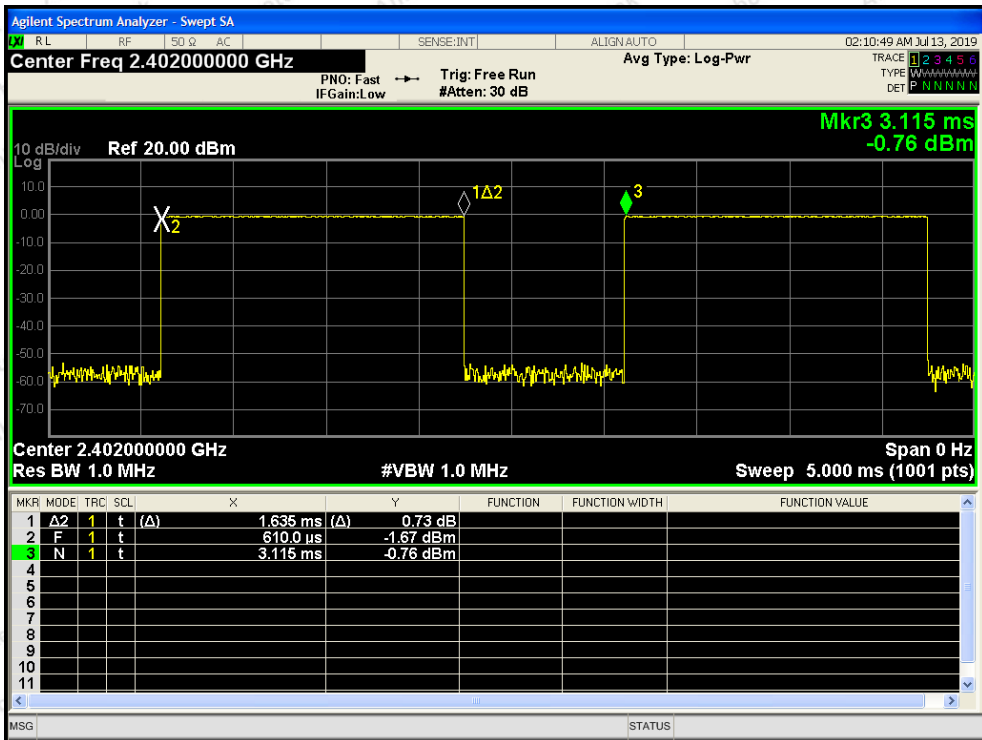 Agilent Spectrum Analyzer - Swept SA
LXI RL RF 50 Ω AC SENSE:INT ALIGN AUTO 02:10:49 AM Jul 13, 2019
Center Freq 2.402000000 GHz Avg Type: Log-Pwr TRACE 1 2 3 4 5 6
PNO: Fast Trig: Free Run TYPE W
IFGain:Low #Atten: 30 dB DET P N N N N N
Mkr3 3.115 ms
10 dB/div Ref 20.00 dBm -0.76 dBm
Log
10.0
1Δ2
3
0.00
X2
-10.0
-20.0
-30.0
-40.0
-50.0
-60.0
-70.0
Center 2.402000000 GHz Span 0 Hz
Res BW 1.0 MHz #VBW 1.0 MHz Sweep 5.000 ms (1001 pts)
MKR MODE TRC SCL X Y FUNCTION FUNCTION WIDTH FUNCTION VALUE
1 Δ2 1 t (Δ) 1.635 ms (Δ) 0.73 dB
2 F 1 t 610.0 µs -1.67 dBm
3 N 1 t 3.115 ms -0.76 dBm
4
5
6
7
8
9
10
11
MSG STATUS